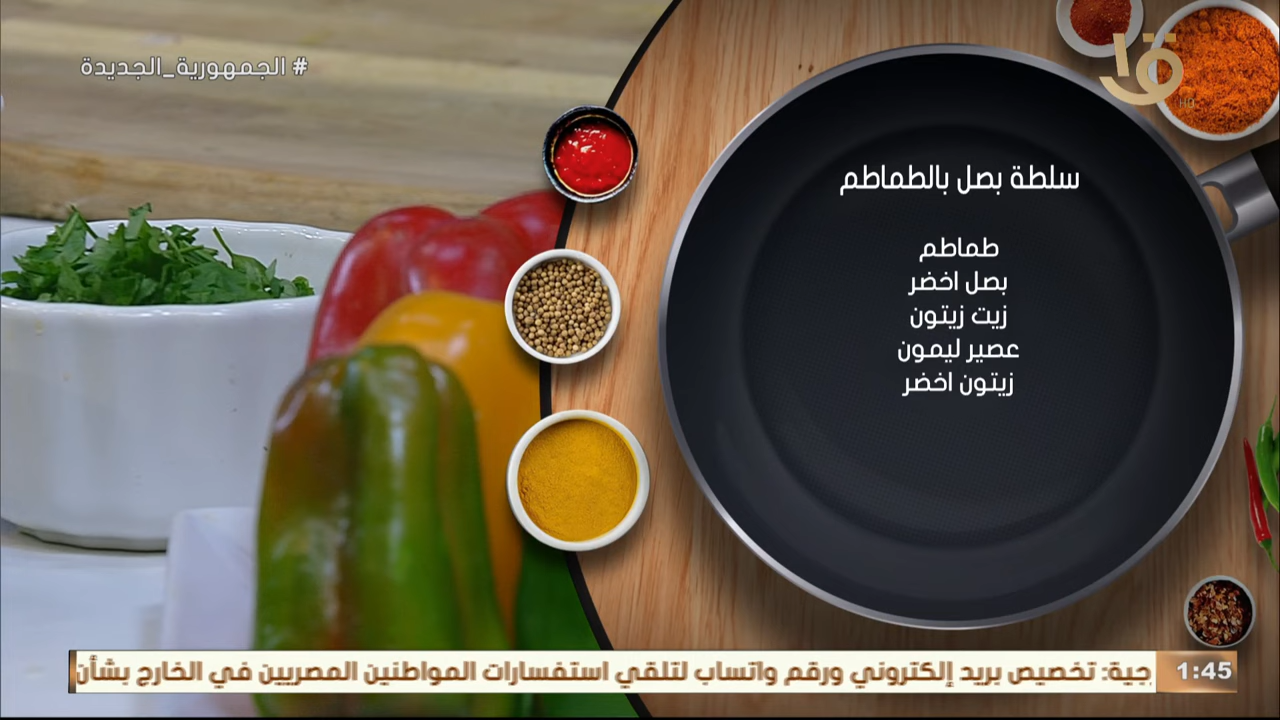 # الجمهورية_الجديدة
HD
سلطة بصل بالطماطم
طماطم
بصل اخضر
زيت زيتون
عصير ليمون
زيتون اخضر
جية: تخصيص بريد إلكتروني ورقم واتساب لتلقي استفسارات المواطنين المصريين في الخارج بشأن
1:45